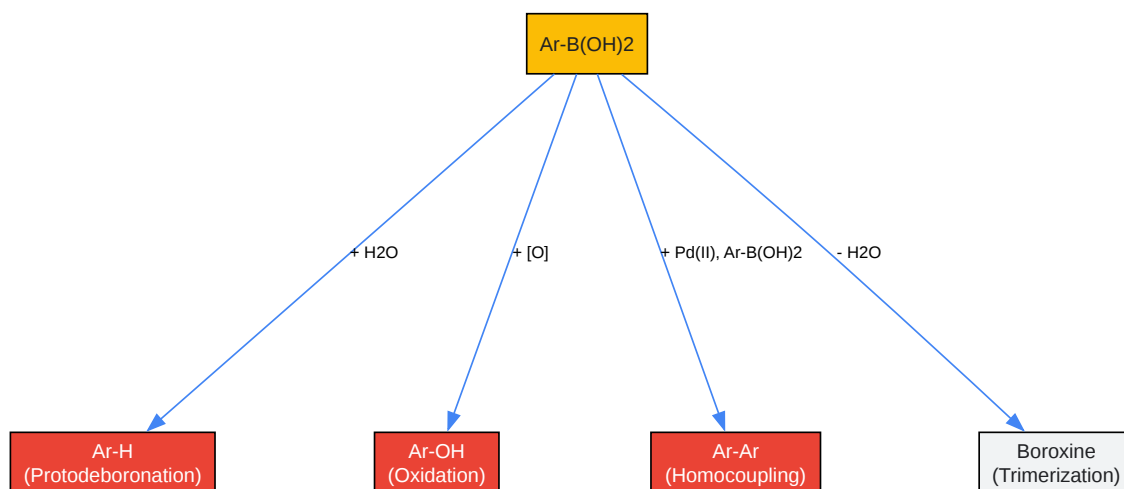 Ar-B(OH)2
+ H2O
+ [O]
+ Pd(II), Ar-B(OH)2
- H2O
Ar-H
(Protodeboronation)
Ar-OH
(Oxidation)
Ar-Ar
(Homocoupling)
Boroxine
(Trimerization)